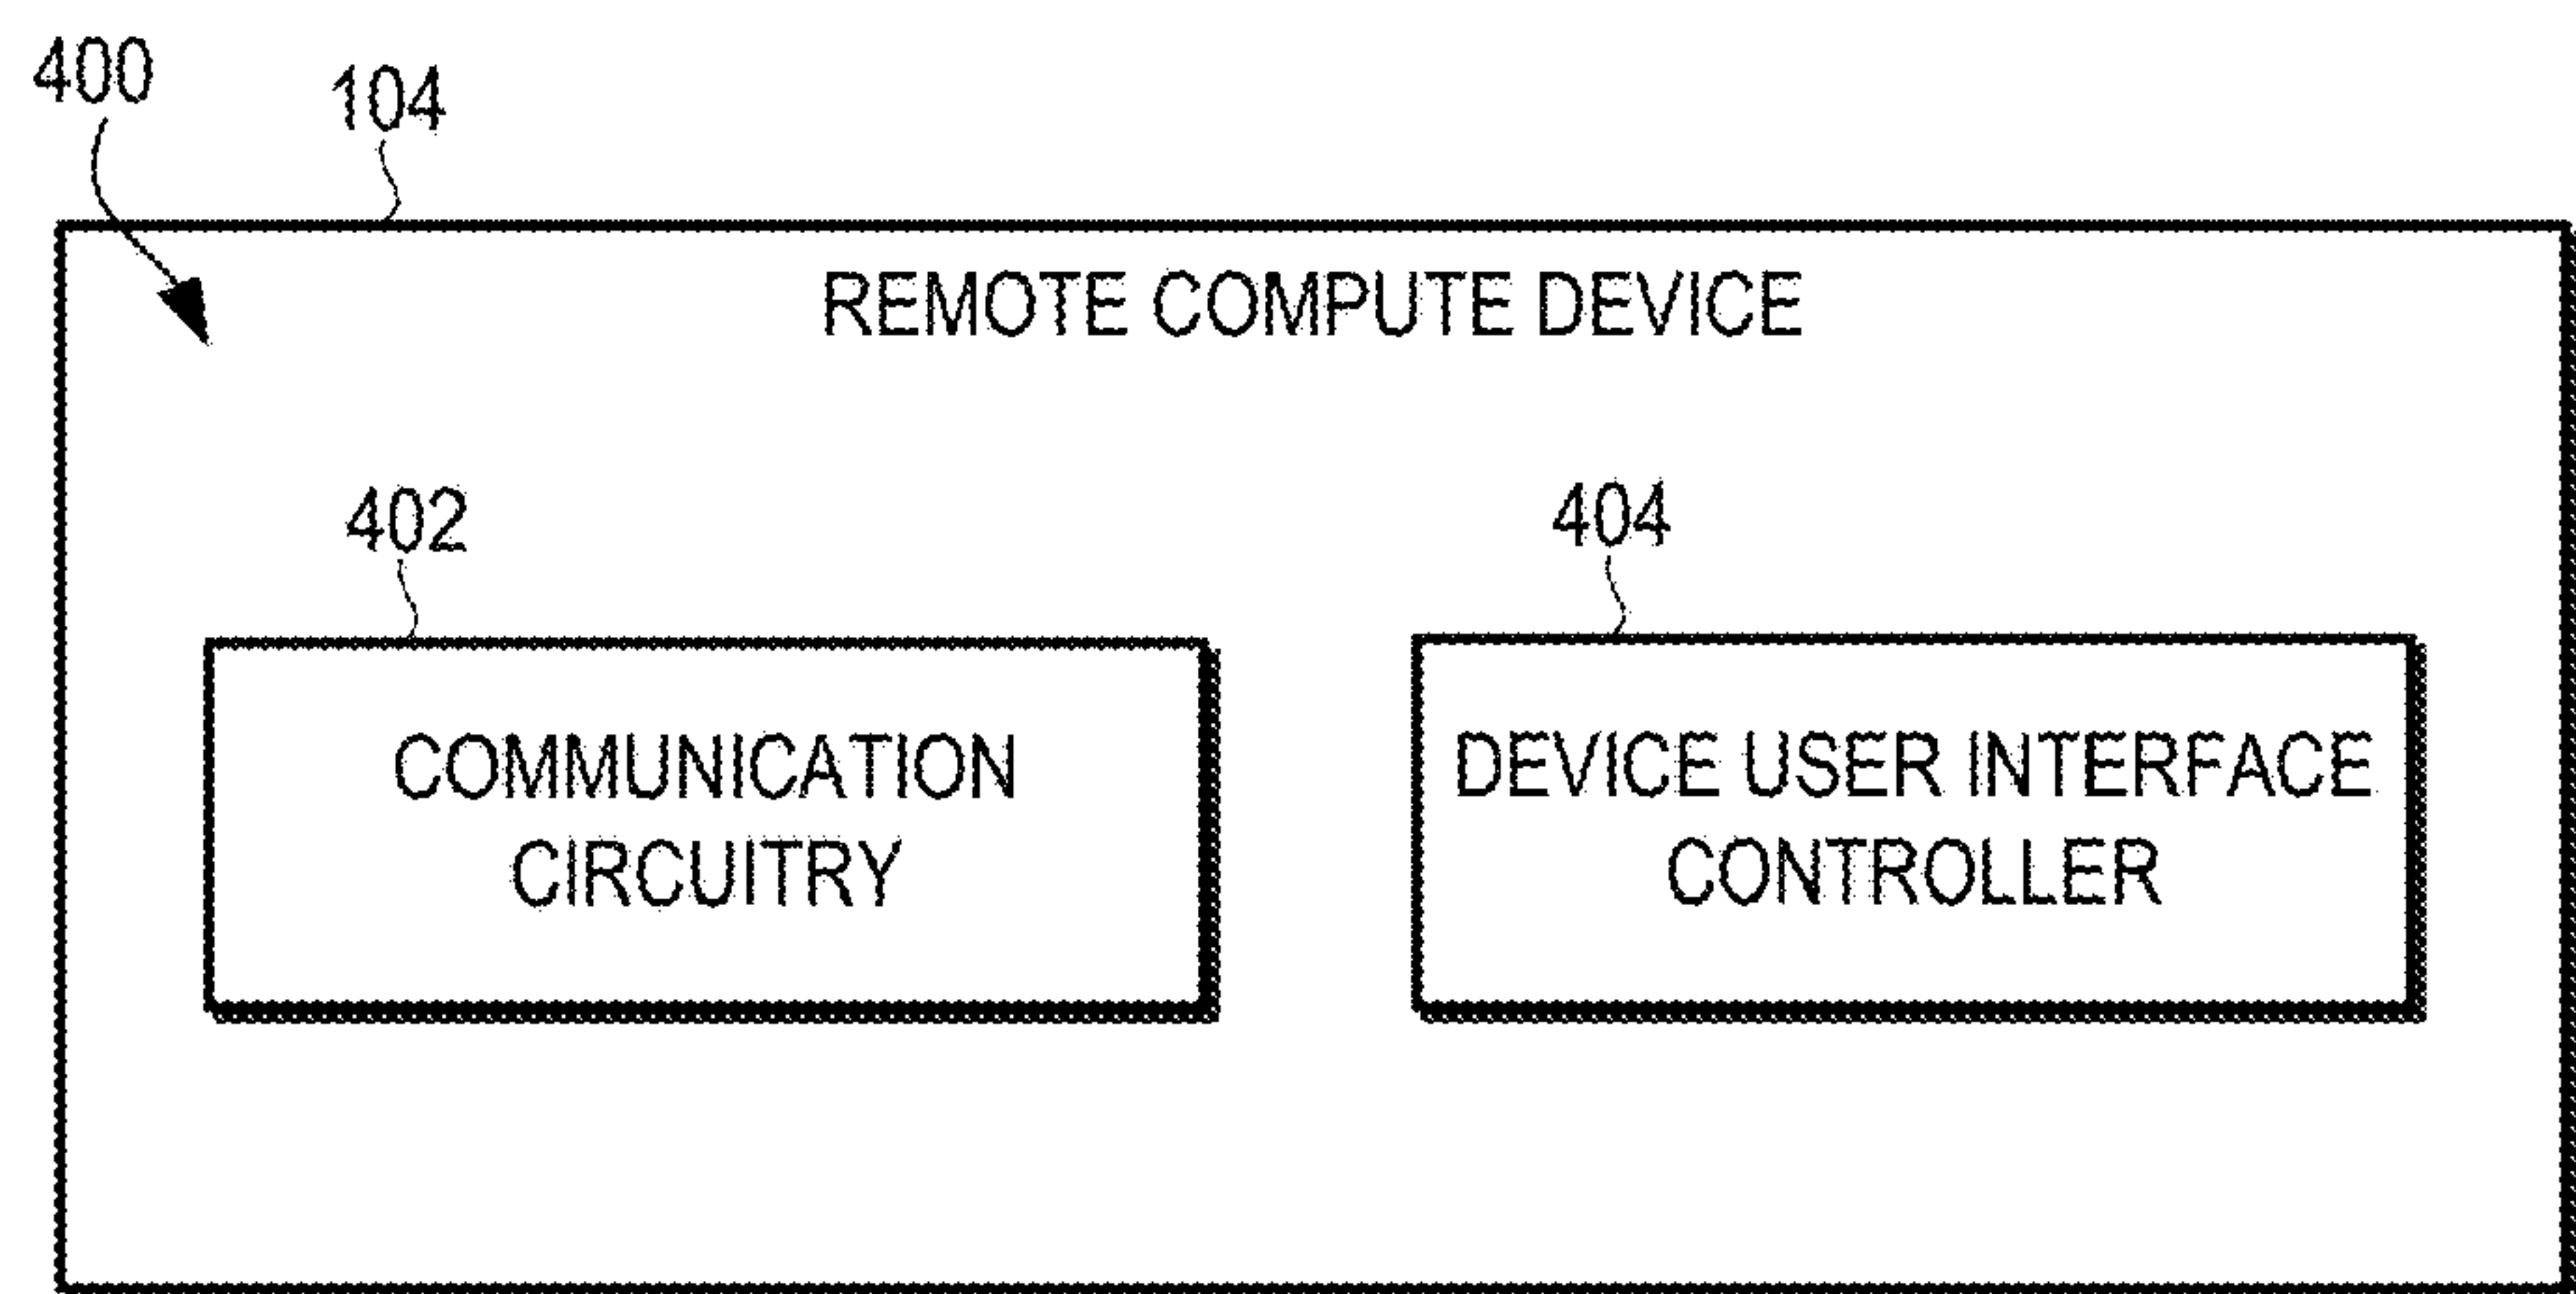 400
104
REMOTE COMPUTE DEVICE
402
404
COMMUNICATION
CIRCUITRY
DEVICE USER INTERFACE
CONTROLLER